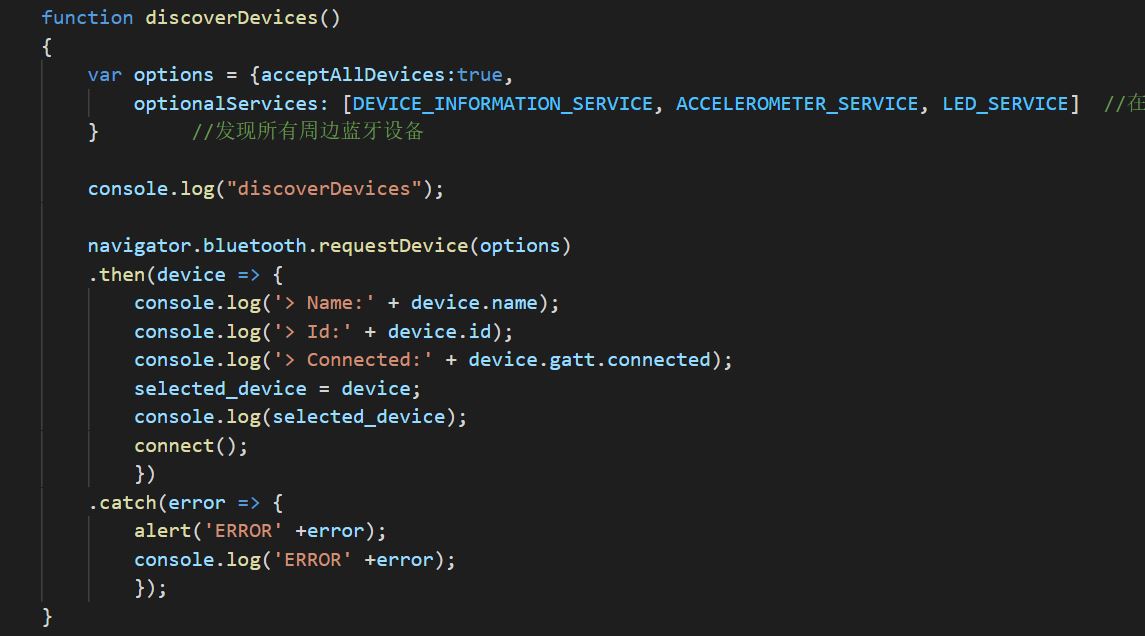 function discoverDevices()
{
    var options = {acceptAllDevices:true,
        optionalServices: [DEVICE_INFORMATION_SERVICE, ACCELEROMETER_SERVICE, LED_SERVICE]  //在
    }        //发现所有周边蓝牙设备
    console.log("discoverDevices");
    navigator.bluetooth.requestDevice(options)
    .then(device => {
        console.log('> Name:' + device.name);
        console.log('> Id:' + device.id);
        console.log('> Connected:' + device.gatt.connected);
        selected_device = device;
        console.log(selected_device);
        connect();
        })
    .catch(error => {
        alert('ERROR' +error);
        console.log('ERROR' +error);
        });
}